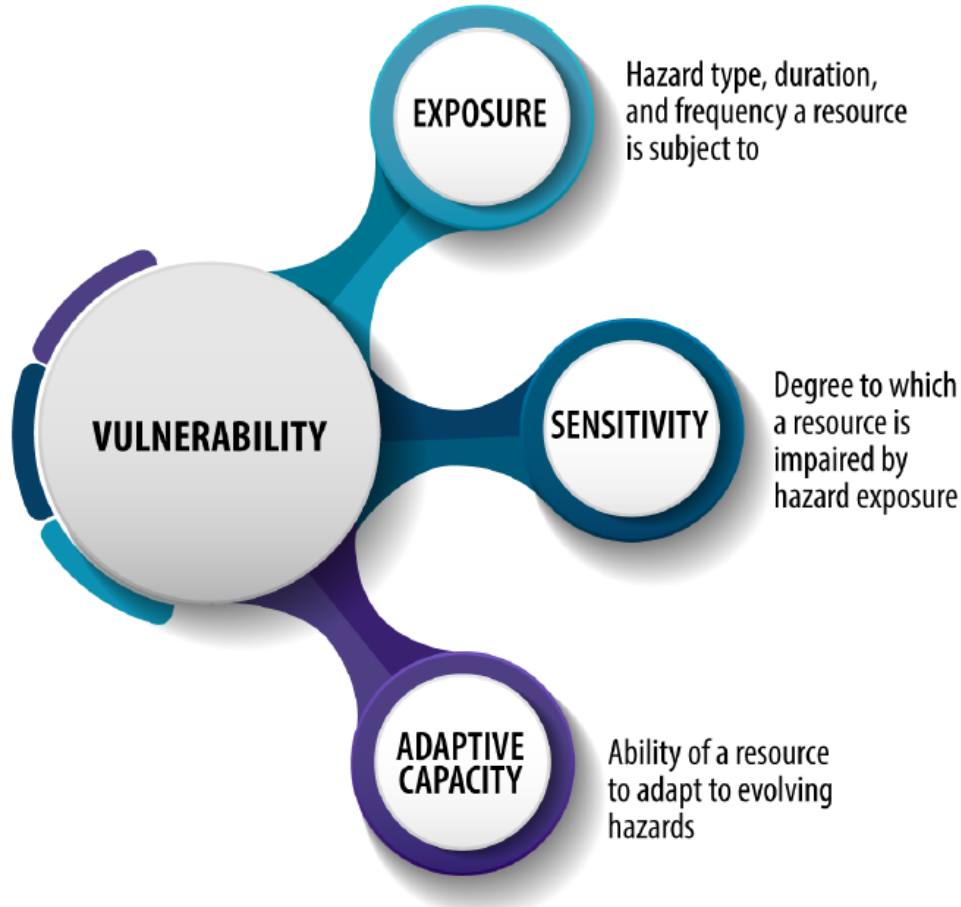 EXPOSURE
Hazard type, duration,
and frequency a resource
is subject to
VULNERABILITY
SENSITIVITY
Degree to which
a resource is
impaired by
hazard exposure
ADAPTIVE
CAPACITY
Ability of a resource
to adapt to evolving
hazards